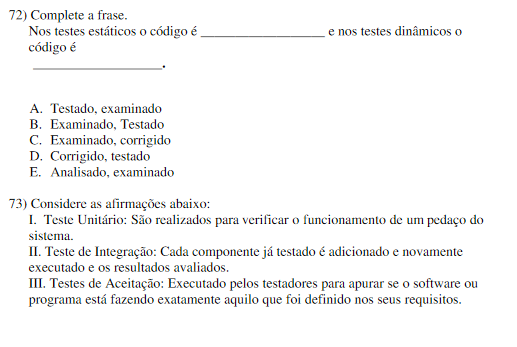 72) Complete a frase.
Nos testes estáticos o código é __________________ e nos testes dinâmicos o
código é
__________________.
A. Testado, examinado
B. Examinado, Testado
C. Examinado, corrigido
D. Corrigido, testado
E. Analisado, examinado
73) Considere as afirmações abaixo:
I. Teste Unitário: São realizados para verificar o funcionamento de um pedaço do
sistema.
II. Teste de Integração: Cada componente já testado é adicionado e novamente
executado e os resultados avaliados.
III. Testes de Aceitação: Executado pelos testadores para apurar se o software ou
programa está fazendo exatamente aquilo que foi definido nos seus requisitos.